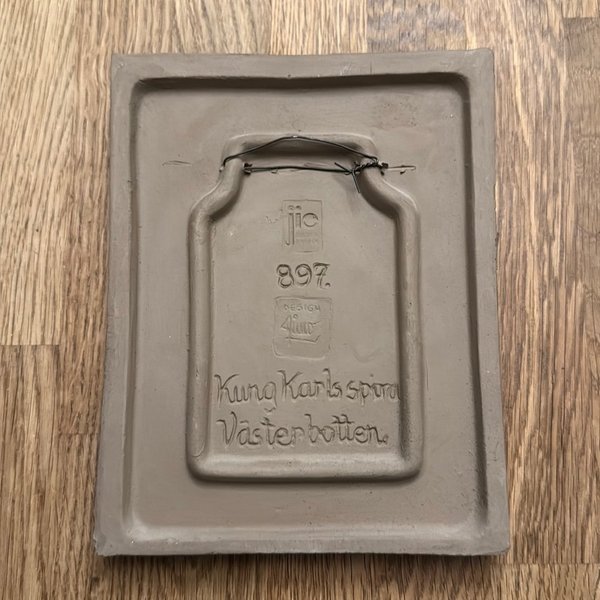 jie
897.
DESIGN
Kung Karls spira
Västerbotten.